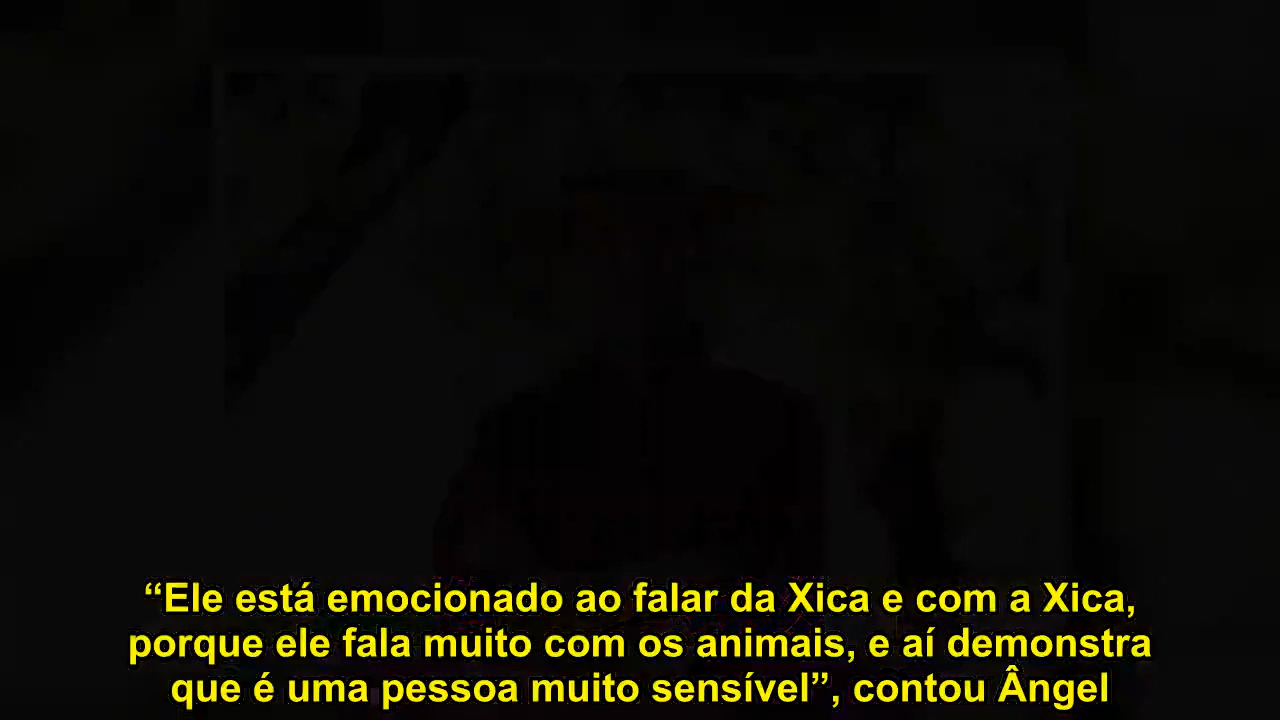 “Ele está emocionado ao falar da Xica e com a Xica,
porque ele fala muito com os animais, e aí demonstra
que é uma pessoa muito sensível”, contou Ângel